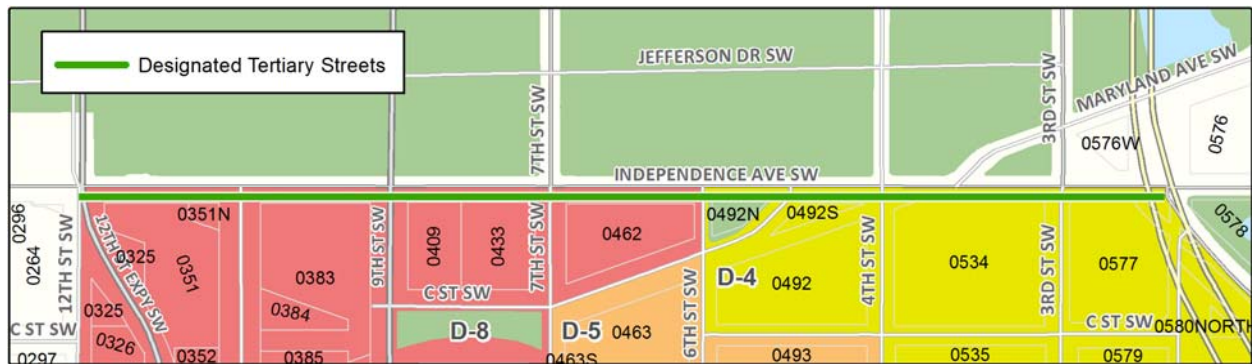 Designated Tertiary Streets
JEFFERSON DR SW
7TH ST SW
3RD ST SW
MARYLAND AVE SW
0576W
0576
INDEPENDENCE AVE SW
0296
0264
12TH ST SW
12TH ST EXPY SW
0351N
0325
0351
0383
9TH ST SW
0409
0433
7TH ST SW
0462
0492N
0492S
4TH ST SW
0534
3RD ST SW
0577
0578
D-4
0492
6TH ST SW
0325
0384
C ST SW
C ST SW
0326
D-8
D-5
0463
C ST SW
0580NORTH
0297
0352
0385
0463S
0493
0535
0579